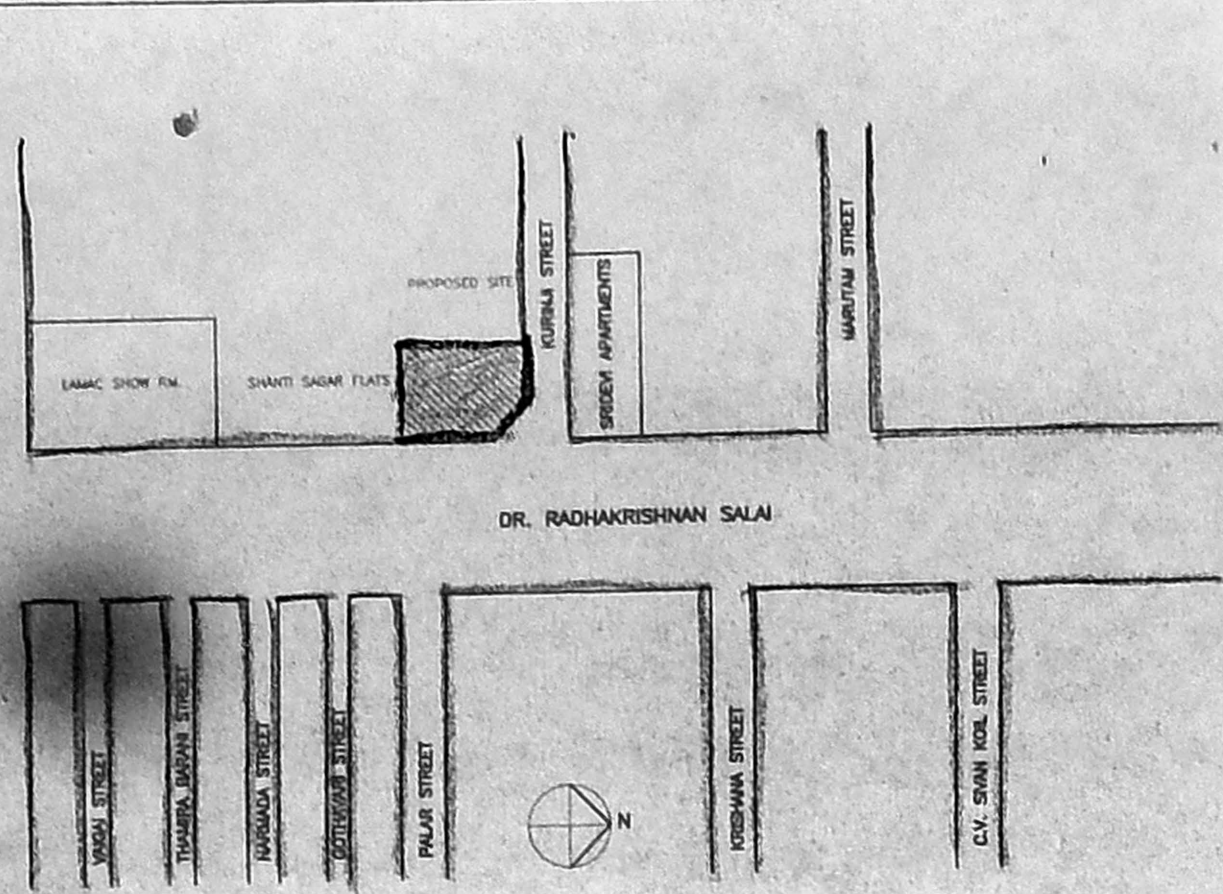 PROPOSED SITE
KURINJI STREET
MARUTAM STREET
SRIDEVI APARTMENTS
LAMAC SHOW RM.
SHANTI SAGAR FLATS
DR. RADHAKRISHNAN SALAI
VAIGAI STREET
THAMIRA BARANI STREET
NARMADA STREET
GOTHAVARI STREET
PALAR STREET
N
KRISHANA STREET
C.V. SIVAN KOIL STREET